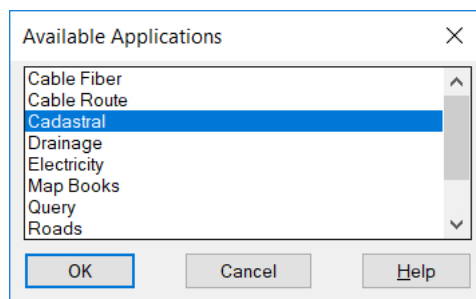 Available Applications
Cable Fiber
Cable Route
Cadastral
Drainage
Electricity
Map Books
Query
Roads
OK Cancel Help